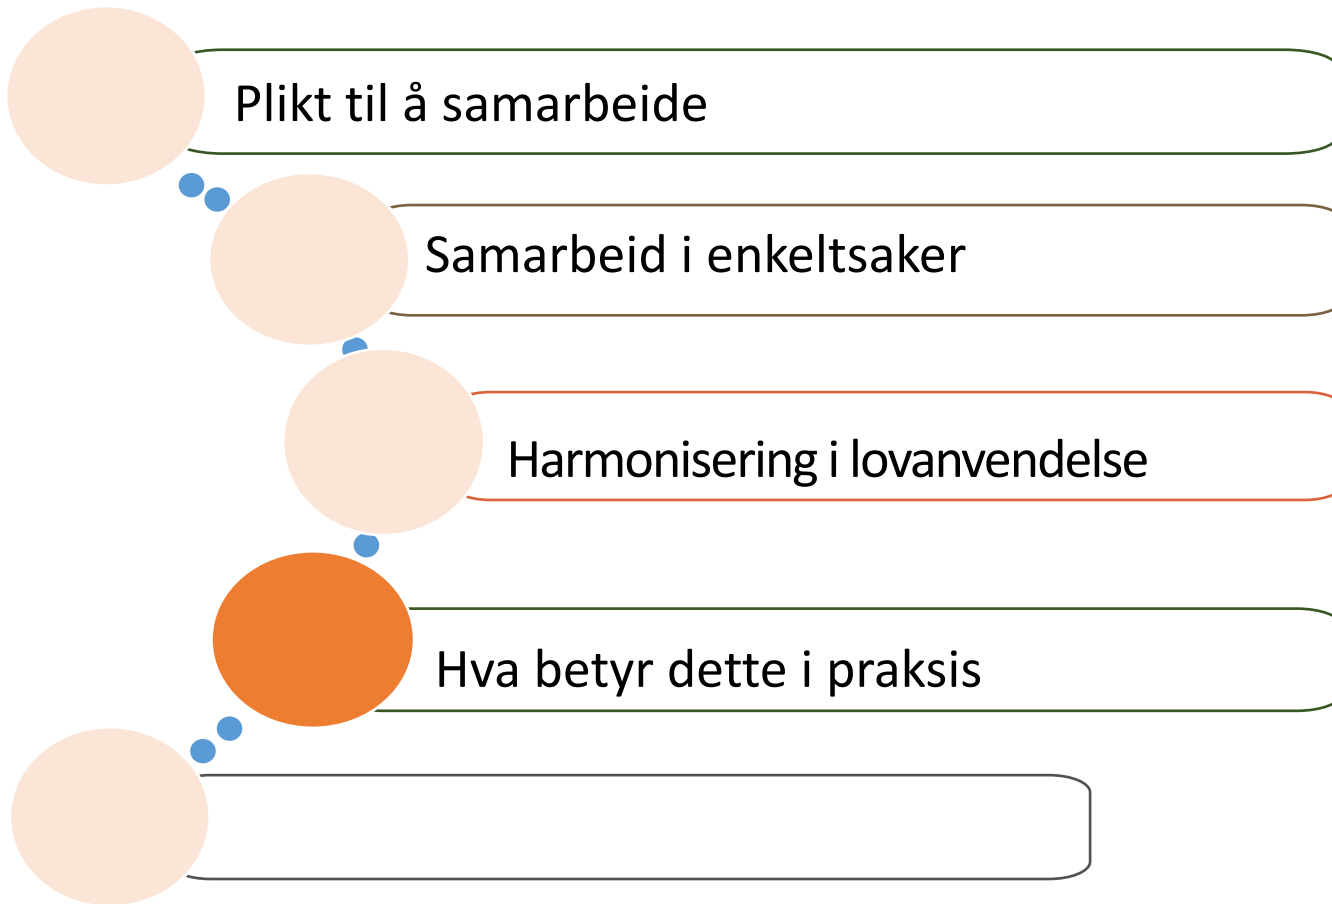 Plikt til å samarbeide
Samarbeid i enkeltsaker
Harmonisering i lovanvendelse
Hva betyr dette i praksis